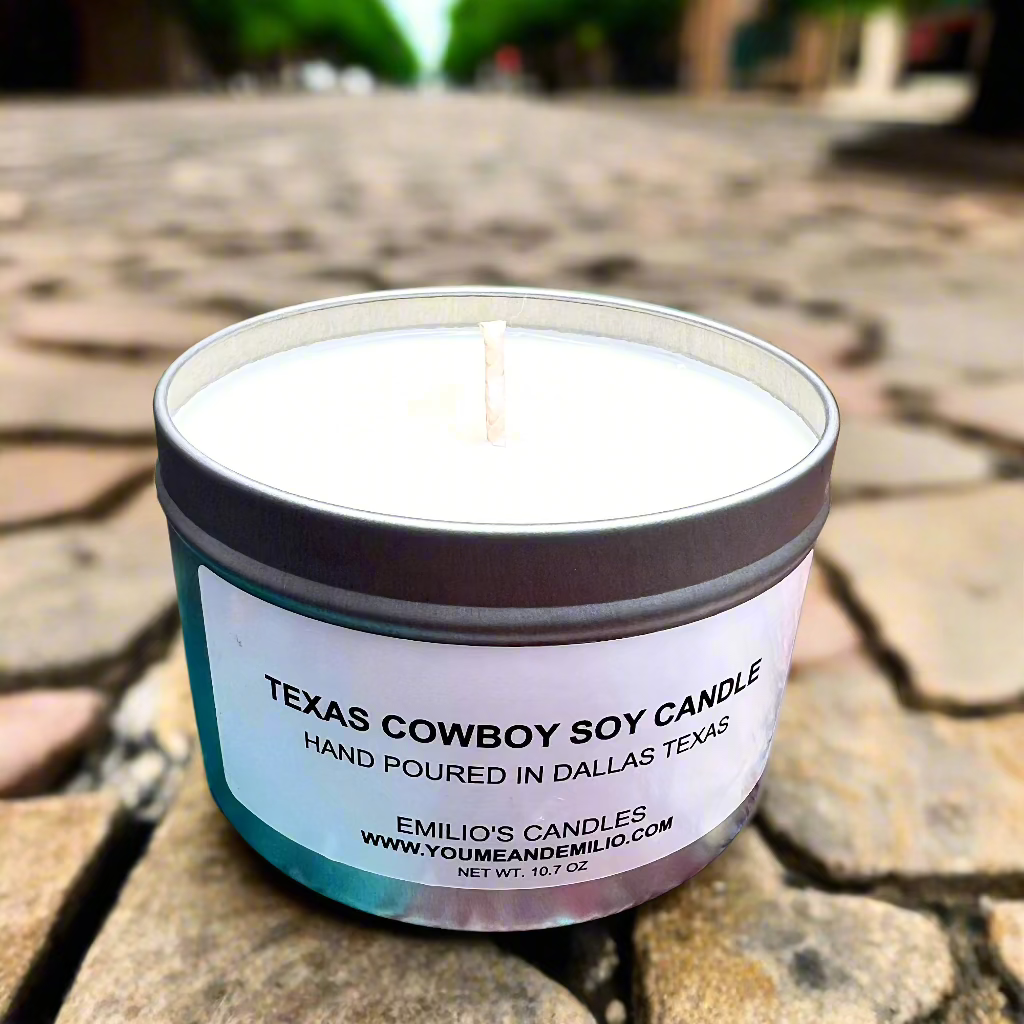 TEXAS COWBOY SOY CANDLE
HAND POURED IN DALLAS TEXAS
EMILIO'S CANDLES
WWW.YOUMEANDEMILIO.COM
NET WT. 10.7 OZ